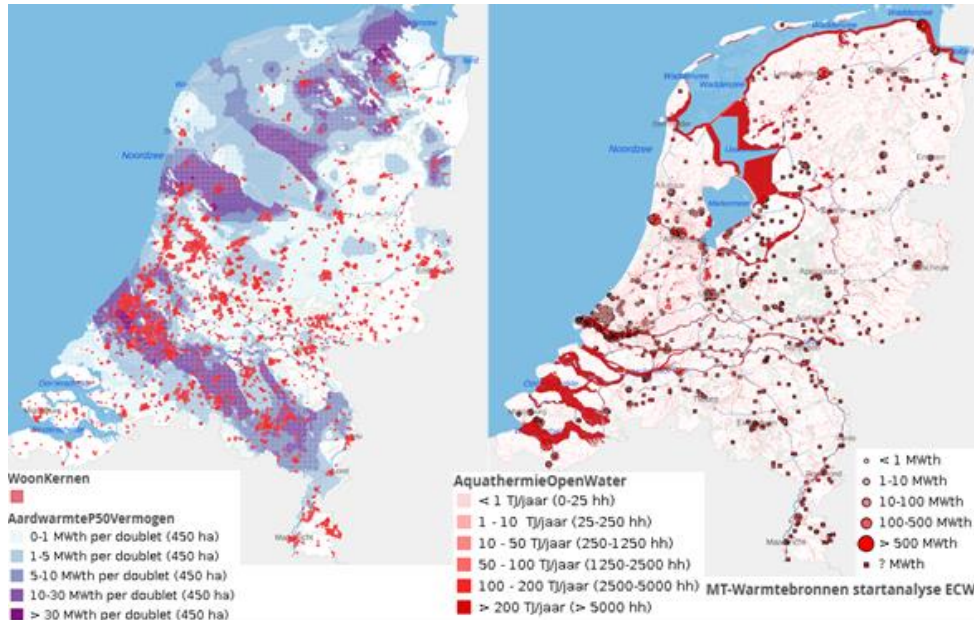 Noordzee
WoonKernen
AardwarmteP50Vermogen
0-1 MWth per doublet (450 ha)
1-5 MWth per doublet (450 ha)
5-10 MWth per doublet (450 ha)
10-30 MWth per doublet (450 ha)
> 30 MWth per doublet (450 ha)
Waddenzee
Waddenzee
Waddenzee
Waddenzee
Noordzee
Markermeer
AquathermieOpenWater
< 1 TJ/jaar (0-25 hh)
1 - 10 TJ/jaar (25-250 hh)
10 - 50 TJ/jaar (250-1250 hh)
50 - 100 TJ/jaar (1250-2500 hh)
100 - 200 TJ/jaar (2500-5000 hh)
> 200 TJ/jaar (> 5000 hh)
< 1 MWth
1-10 MWth
10-100 MWth
100-500 MWth
> 500 MWth
? MWth
MT-Warmtebronnen startanalyse ECW